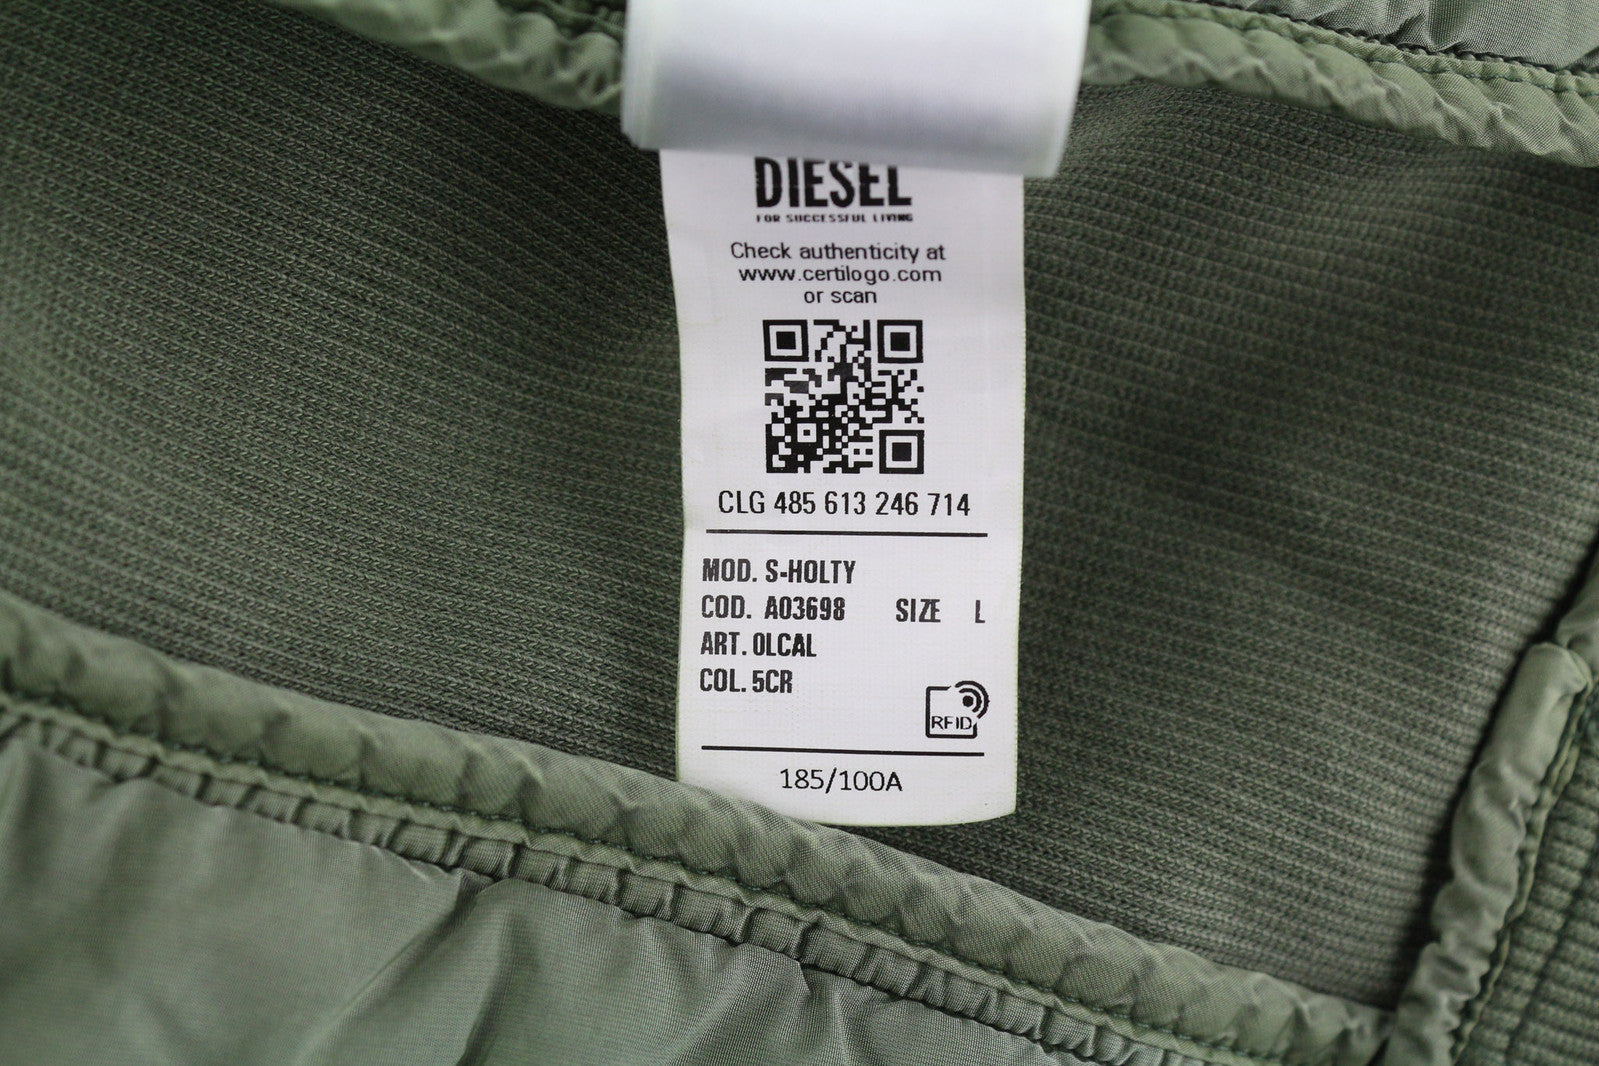 DIESEL
FOR SUCCESSFUL LIVING
Check authenticity at
www.certilogo.com
or scan
CLG 485 613 246 714
MOD. S-HOLTY
COD. A03698 SIZE L
ART. 0LCAL
COL. 5CR
RFID
185/100A